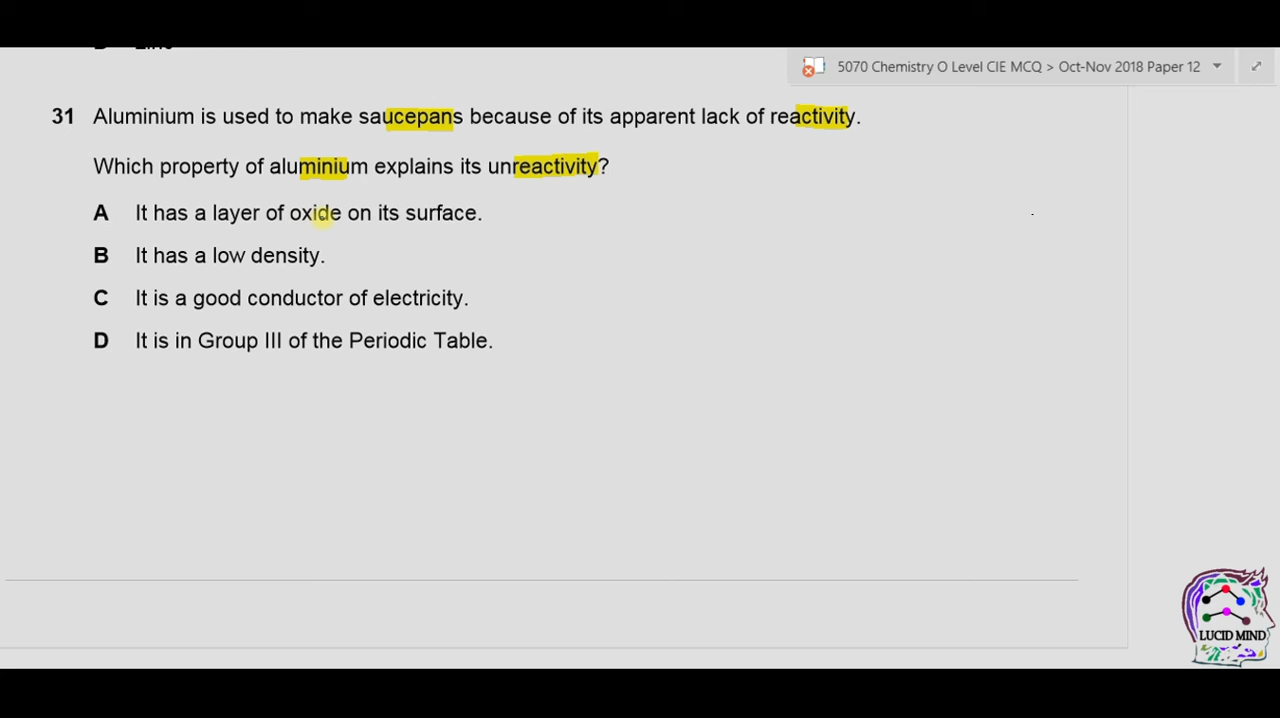 5070 Chemistry O Level CIE MCQ > Oct-Nov 2018 Paper 12
31 Aluminium is used to make saucepans because of its apparent lack of reactivity.
Which property of aluminium explains its unreactivity?
A It has a layer of oxide on its surface.
B It has a low density.
C It is a good conductor of electricity.
D It is in Group III of the Periodic Table.
LUCID MIND